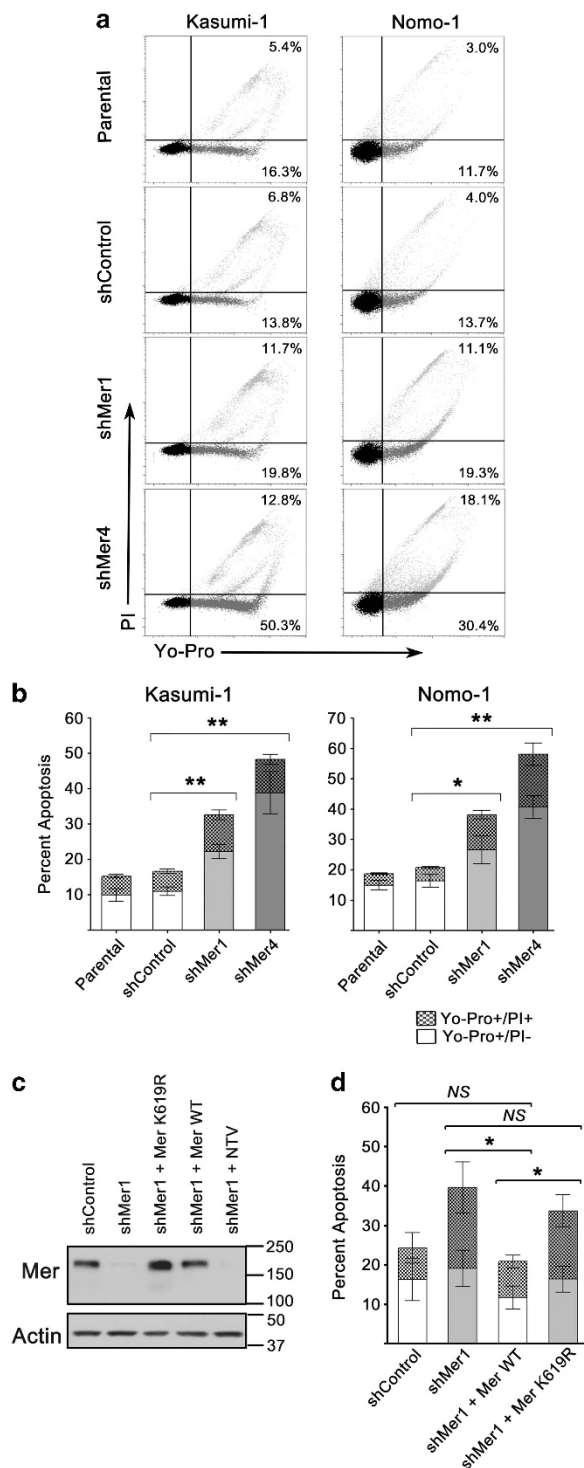 a
Kasumi-1
Nomo-1
Parental
5.4%
16.3%
3.0%
11.7%
shControl
6.8%
13.8%
4.0%
13.7%
shMer1
11.7%
19.8%
11.1%
19.3%
shMer4
12.8%
50.3%
18.1%
30.4%
PI
Yo-Pro
b
Kasumi-1
Percent Apoptosis
60
50
40
30
20
10
**
**
Parental
shControl
shMer1
shMer4
Nomo-1
Percent Apoptosis
70
60
50
40
30
20
10
**
*
Parental
shControl
shMer1
shMer4
Yo-Pro+/PI+
Yo-Pro+/PI-
c
shControl
shMer1
shMer1 + Mer K619R
shMer1 + Mer WT
shMer1 + NTV
Mer
250
150
100
Actin
50
37
d
Percent Apoptosis
60
50
40
30
20
10
NS
NS
*
*
shControl
shMer1
shMer1 + Mer WT
shMer1 + Mer K619R